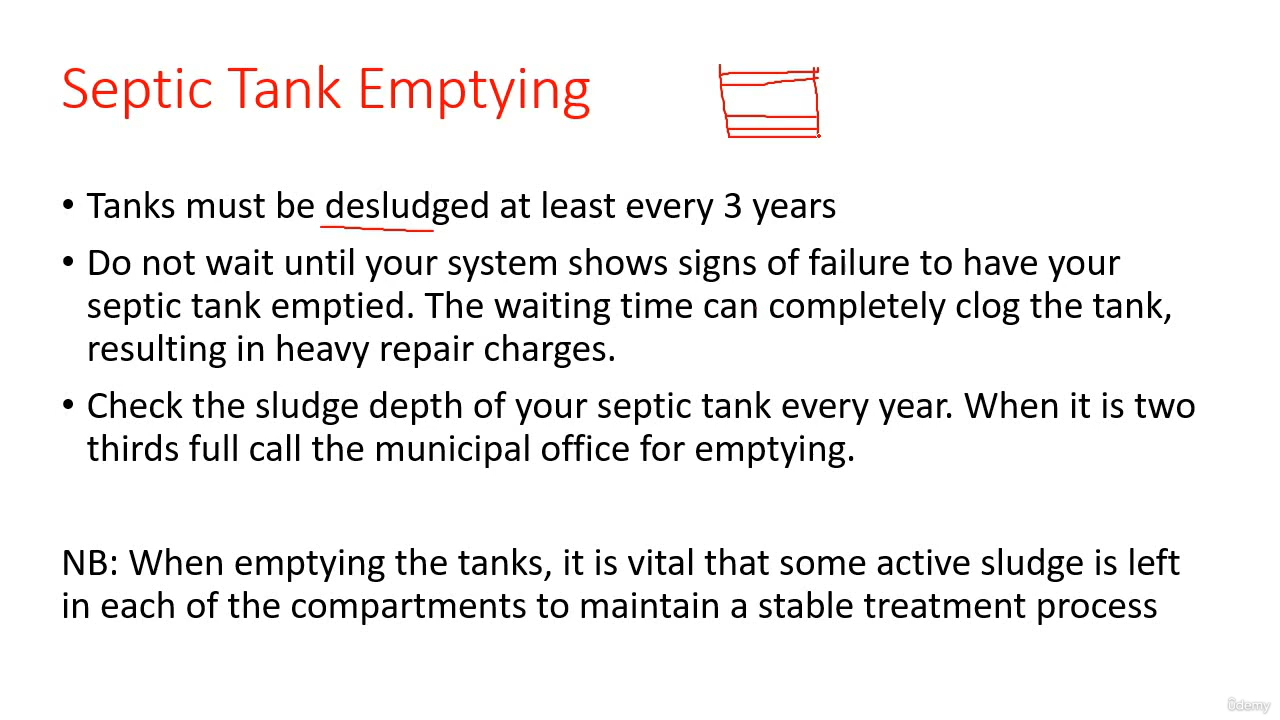 Septic Tank Emptying
• Tanks must be desludged at least every 3 years
• Do not wait until your system shows signs of failure to have your
septic tank emptied. The waiting time can completely clog the tank,
resulting in heavy repair charges.
• Check the sludge depth of your septic tank every year. When it is two
thirds full call the municipal office for emptying.
NB: When emptying the tanks, it is vital that some active sludge is left
in each of the compartments to maintain a stable treatment process
ûdemy